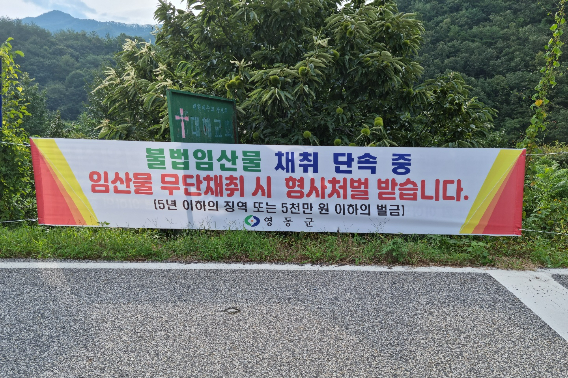 불법임산물 채취 단속 중
임산물 무단채취 시 형사처벌 받습니다.
(5년 이하의 징역 또는 5천만 원 이하의 벌금)
영동군